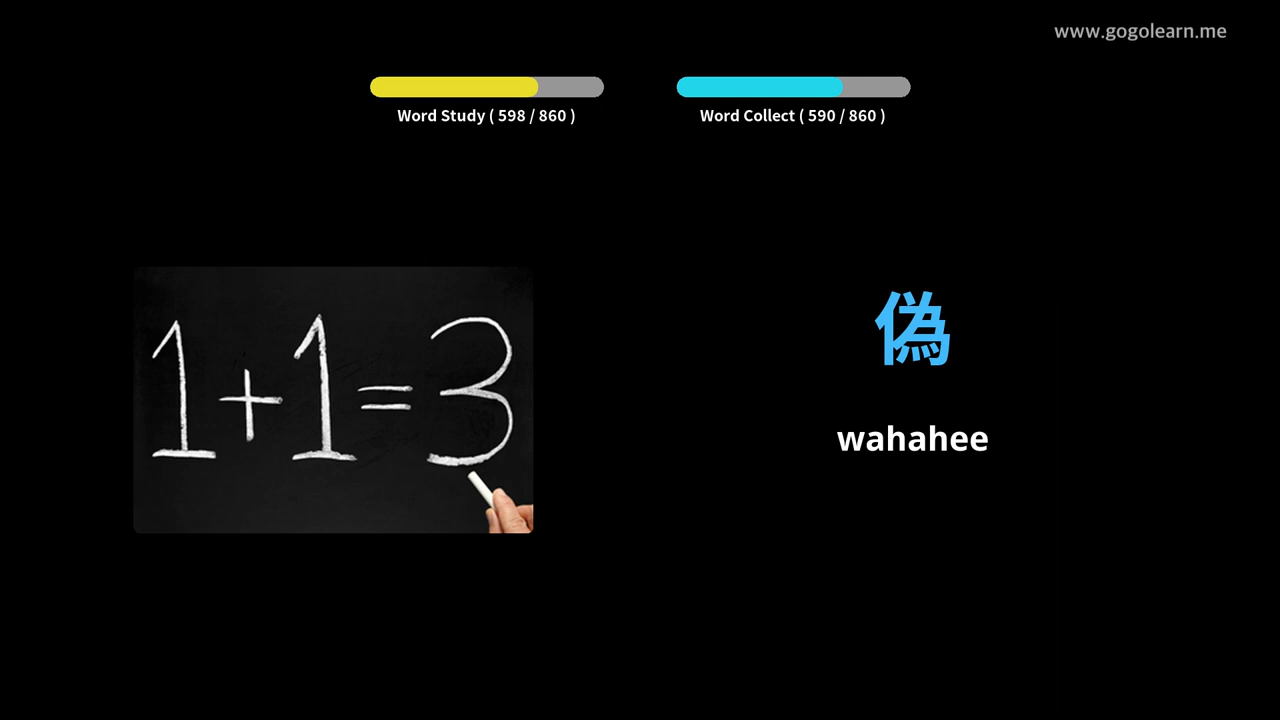 www.gogolearn.me
Word Study ( 598 / 860 )
Word Collect ( 590 / 860 )
1+1=3
偽
wahahee